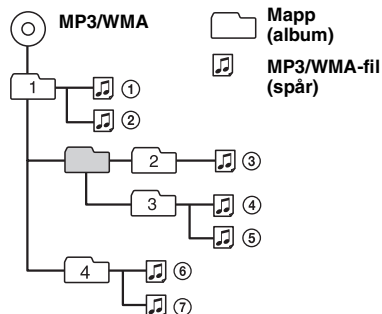 MP3/WMA
Mapp
(album)
MP3/WMA-fil
(spår)
1
①
②
2
③
3
④
⑤
4
⑥
⑦